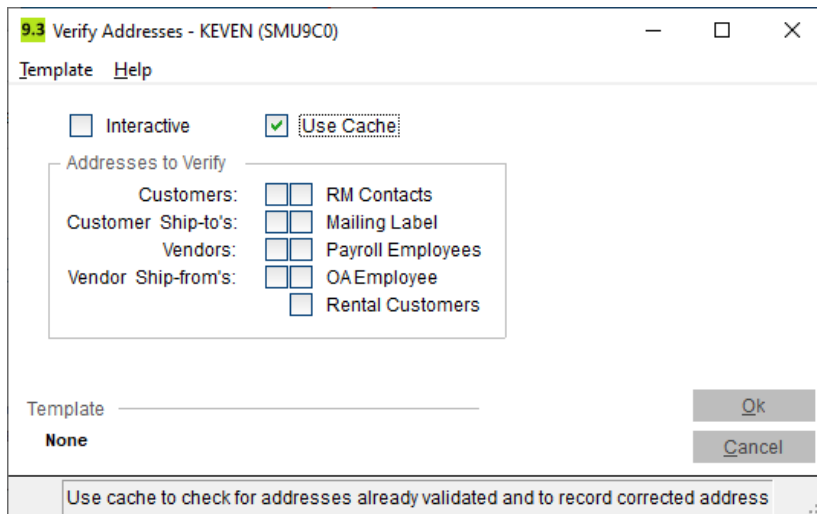 9.3 Verify Addresses - KEVEN (SMU9C0)
Template Help
Interactive Use Cache
Addresses to Verify
Customers: RM Contacts
Customer Ship-to's: Mailing Label
Vendors: Payroll Employees
Vendor Ship-from's: OA Employee
Rental Customers
Template
Ok
None
Cancel
Use cache to check for addresses already validated and to record corrected address